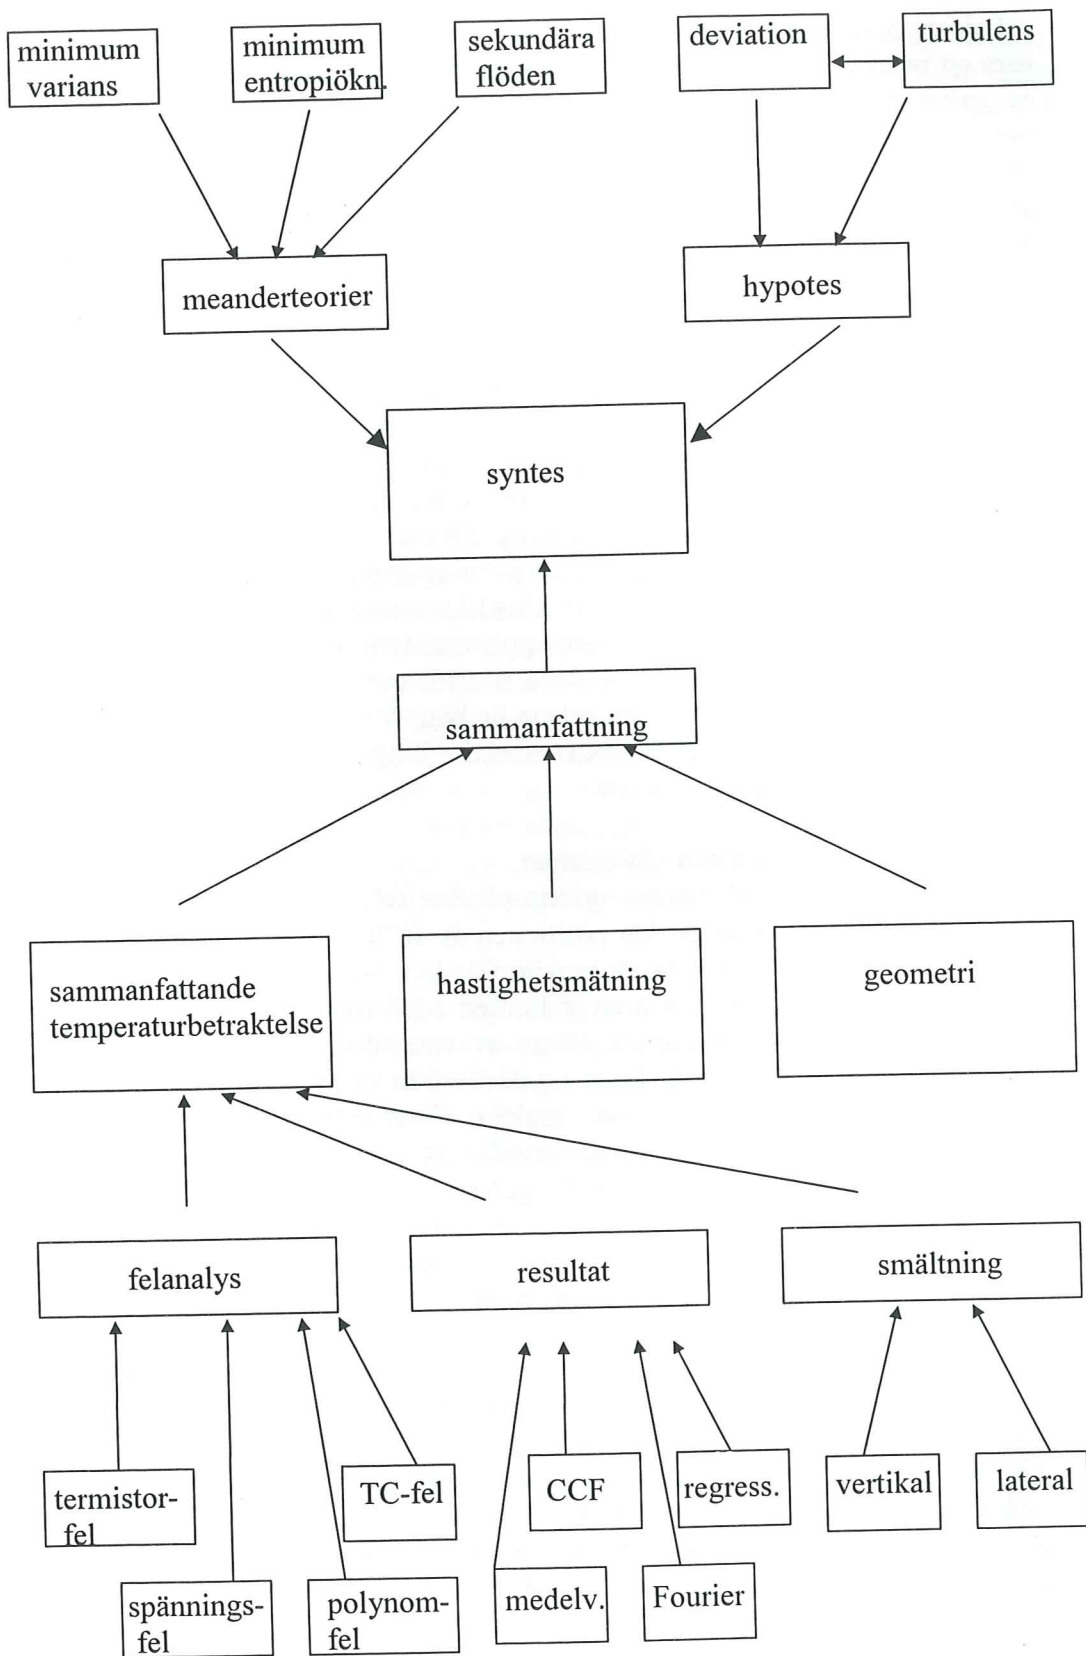 minimum
varians
minimum
entropiökn.
sekundära
flöden
deviation
turbulens
meanderteorier
hypotes
syntes
sammanfattning
sammanfattande
temperaturbetraktelse
hastighetsmätning
geometri
felanalys
resultat
smältning
termistor-
fel
TC-fel
CCF
regress.
vertikal
lateral
spännings-
fel
polynom-
fel
medelv.
Fourier